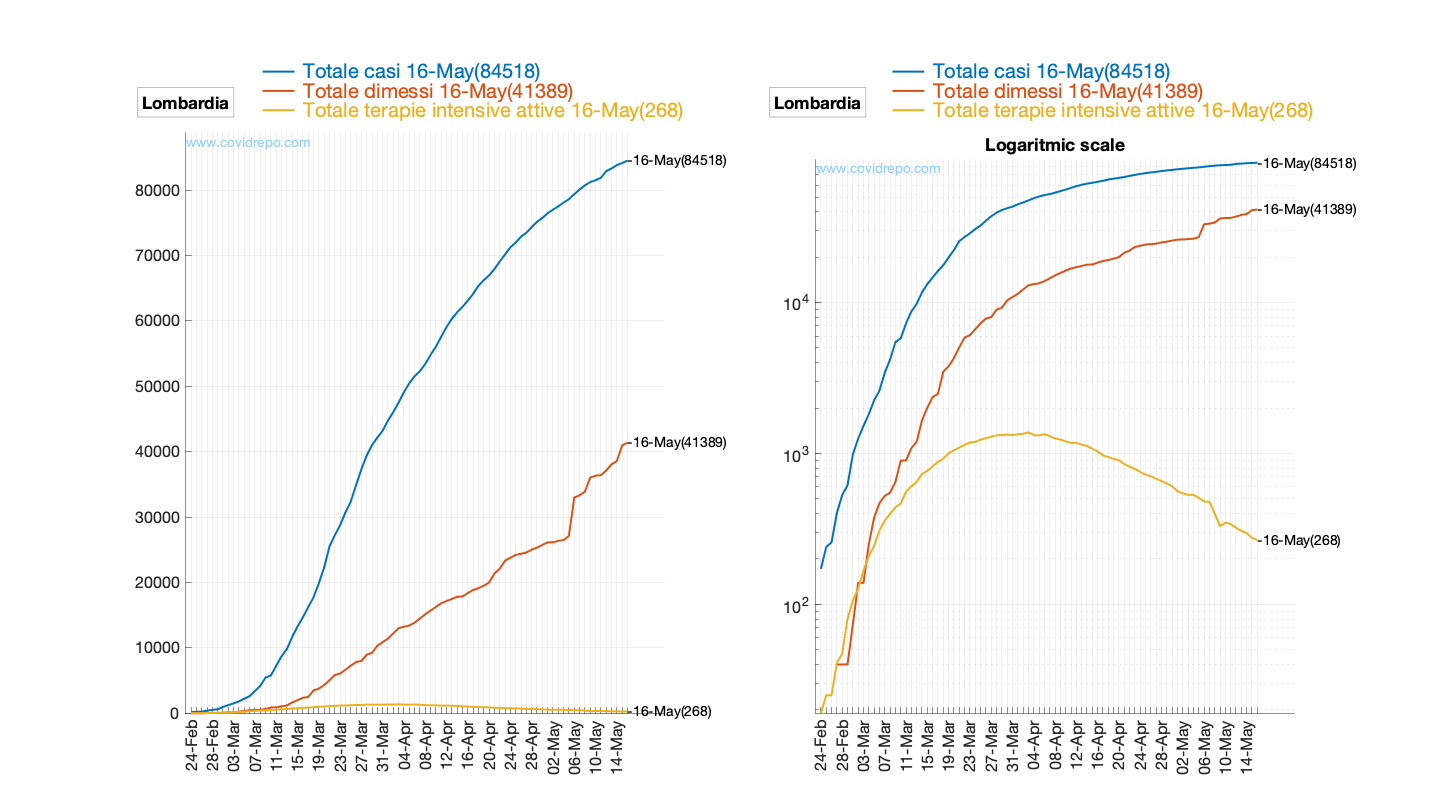 Totale casi 16-May(84518)
Totale dimessi 16-May(41389)
Totale terapie intensive attive 16-May(268)
Lombardia
www.covidrepo.com
16-May(84518)
16-May(41389)
16-May(268)
80000
70000
60000
50000
40000
30000
20000
10000
0
24-Feb
28-Feb
03-Mar
07-Mar
11-Mar
15-Mar
19-Mar
23-Mar
27-Mar
31-Mar
04-Apr
08-Apr
12-Apr
16-Apr
20-Apr
24-Apr
28-Apr
02-May
06-May
10-May
14-May
Totale casi 16-May(84518)
Totale dimessi 16-May(41389)
Totale terapie intensive attive 16-May(268)
Lombardia
Logaritmic scale
www.covidrepo.com
16-May(84518)
16-May(41389)
16-May(268)
10^4
10^3
10^2
24-Feb
28-Feb
03-Mar
07-Mar
11-Mar
15-Mar
19-Mar
23-Mar
27-Mar
31-Mar
04-Apr
08-Apr
12-Apr
16-Apr
20-Apr
24-Apr
28-Apr
02-May
06-May
10-May
14-May